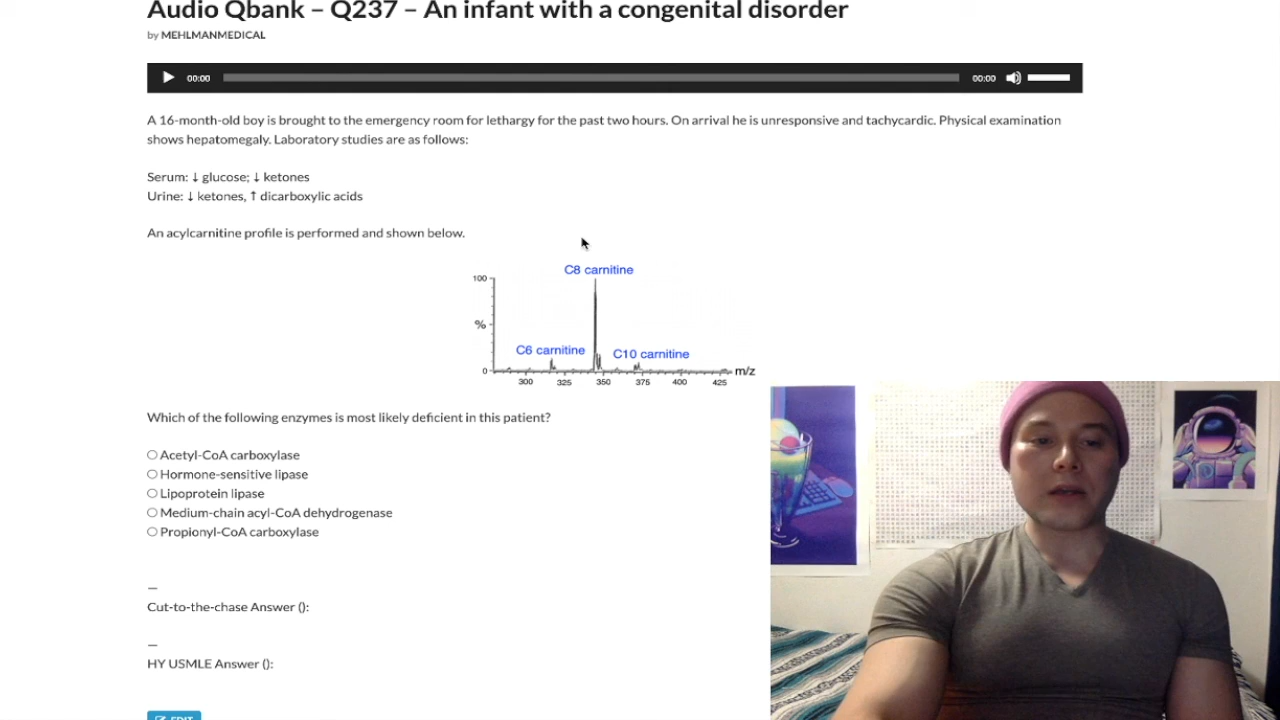 Audio Qbank – Q237 – An infant with a congenital disorder
by MEHLMANMEDICAL
00:00
00:00
A 16-month-old boy is brought to the emergency room for lethargy for the past two hours. On arrival he is unresponsive and tachycardic. Physical examination
shows hepatomegaly. Laboratory studies are as follows:
Serum: ↓ glucose; ↓ ketones
Urine: ↓ ketones, ↑ dicarboxylic acids
An acylcarnitine profile is performed and shown below.
C8 carnitine
100
%
C6 carnitine
C10 carnitine
0
m/z
300 325 350 375 400 425
Which of the following enzymes is most likely deficient in this patient?
Acetyl-CoA carboxylase
Hormone-sensitive lipase
Lipoprotein lipase
Medium-chain acyl-CoA dehydrogenase
Propionyl-CoA carboxylase
—
Cut-to-the-chase Answer ():
—
HY USMLE Answer ():
EDIT